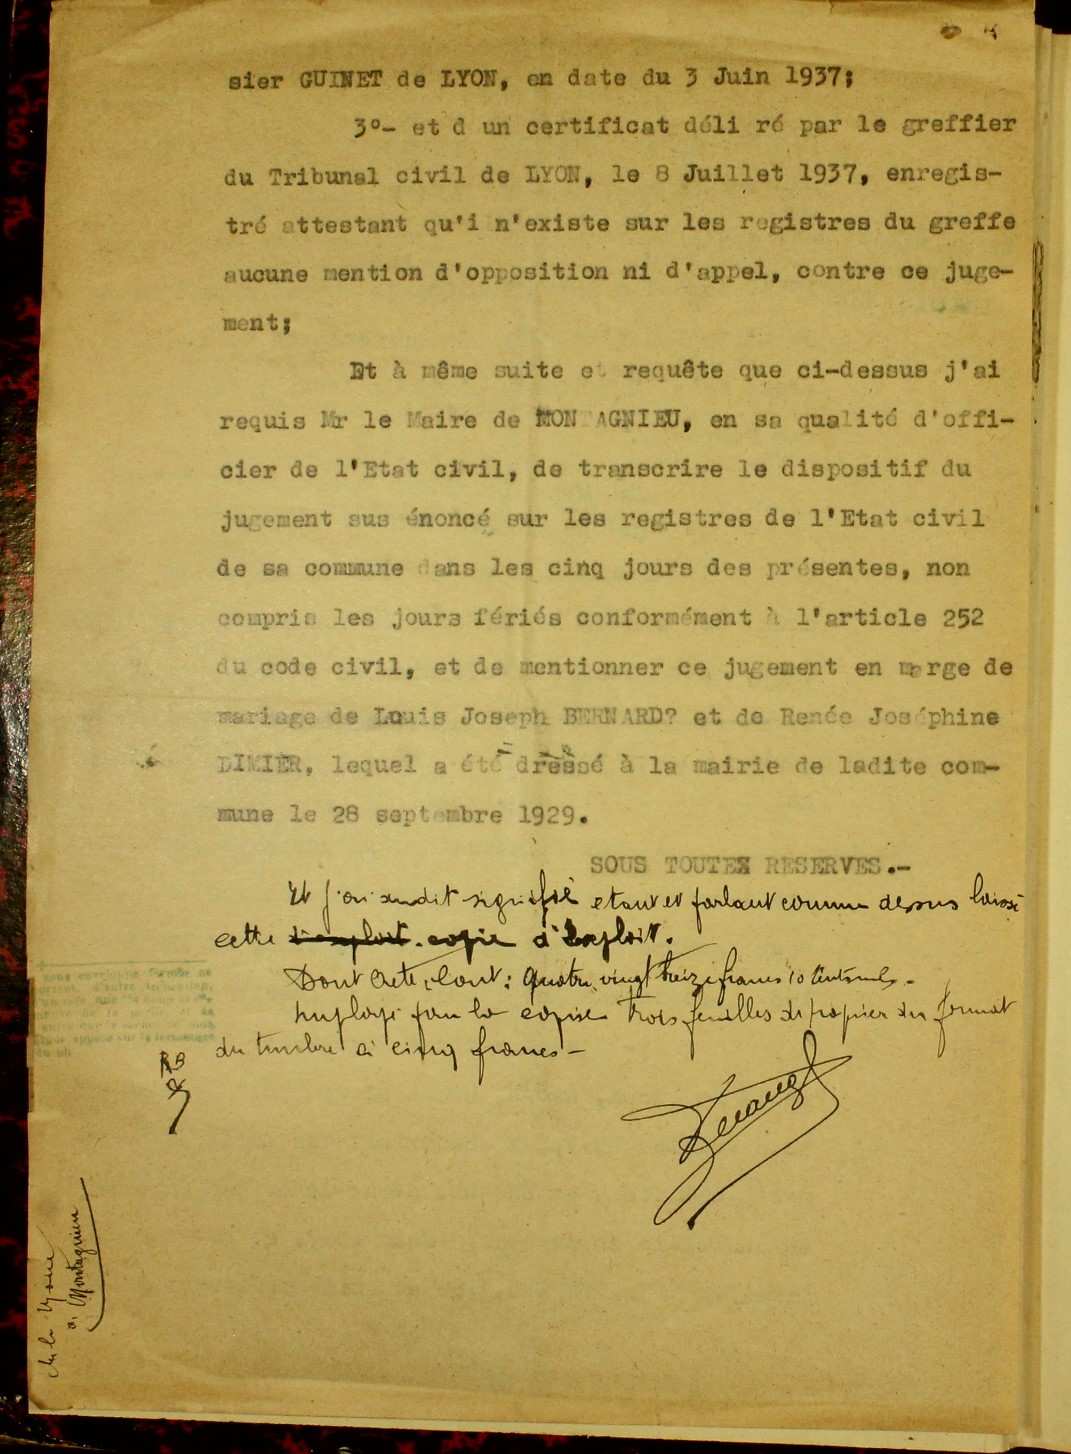 sier GUINET de LYON, en date du 3 Juin 1937;
3°- et d un certificat déli ré par le greffier
du Tribunal civil de LYON, le 8 Juillet 1937, enregis-
tré attestant qu'i n'existe sur les registres du greffe
aucune mention d'opposition ni d'appel, contre ce juge-
ment;
Et à même suite et requête que ci-dessus j'ai
requis Mr le Maire de MONTAGNIEU, en sa qualité d'offi-
cier de l'Etat civil, de transcrire le dispositif du
jugement sus énoncé sur les registres de l'Etat civil
de sa commune dans les cinq jours des présentes, non
compris les jours fériés conformément à l'article 252
du code civil, et de mentionner ce jugement en marge de
mariage de Louis Joseph BERNARD? et de Renée Joséphine
DIMIER, lequel a été dressé à la mairie de ladite com-
mune le 28 septembre 1929.
SOUS TOUTES RESERVES.-
Et j'ai audit signifié etant et parlant comme dessus laissé
cette l'exploit. copie d'Exploit.
Dont Acte, Cout: Quatre vingt treize francs 10 Centimes.
Employé pour la copie trois feuilles de papier du format
du timbre à cinq francs -
Mr le Maire
à Montagnieu